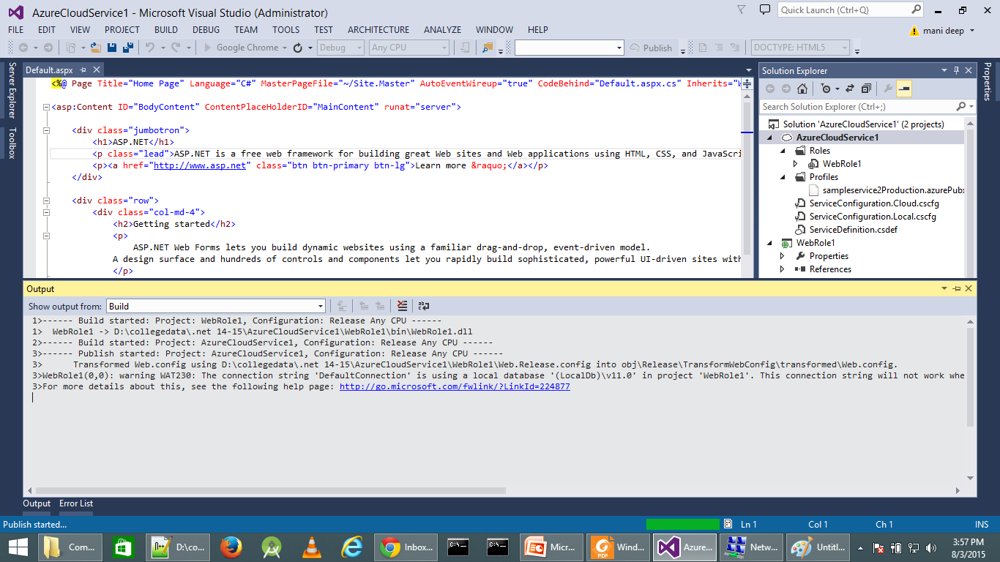 AzureCloudService1 - Microsoft Visual Studio (Administrator)
Quick Launch (Ctrl+Q)
FILE EDIT VIEW PROJECT BUILD DEBUG TEAM TOOLS TEST ARCHITECTURE ANALYZE WINDOW HELP
mani deep
Google Chrome Debug Any CPU Publish DOCTYPE: HTML5
Server Explorer
Toolbox
Default.aspx
<%@ Page Title="Home Page" Language="C#" MasterPageFile="~/Site.Master" AutoEventWireup="true" CodeBehind="Default.aspx.cs" Inherits="W
<asp:Content ID="BodyContent" ContentPlaceHolderID="MainContent" runat="server">
<div class="jumbotron">
<h1>ASP.NET</h1>
<p class="lead">ASP.NET is a free web framework for building great Web sites and Web applications using HTML, CSS, and JavaScri
<p><a href="http://www.asp.net" class="btn btn-primary btn-lg">Learn more &raquo;</a></p>
</div>
<div class="row">
<div class="col-md-4">
<h2>Getting started</h2>
<p>
ASP.NET Web Forms lets you build dynamic websites using a familiar drag-and-drop, event-driven model.
A design surface and hundreds of controls and components let you rapidly build sophisticated, powerful UI-driven sites with
</p>
Solution Explorer
Search Solution Explorer (Ctrl+;)
Solution 'AzureCloudService1' (2 projects)
AzureCloudService1
Roles
WebRole1
Profiles
sampleservice2Production.azurePubx
ServiceConfiguration.Cloud.cscfg
ServiceConfiguration.Local.cscfg
ServiceDefinition.csdef
WebRole1
Properties
References
Properties
Output
Show output from: Build
1>------ Build started: Project: WebRole1, Configuration: Release Any CPU ------
1>  WebRole1 -> D:\collegedata\.net 14-15\AzureCloudService1\WebRole1\bin\WebRole1.dll
2>------ Build started: Project: AzureCloudService1, Configuration: Release Any CPU ------
3>------ Publish started: Project: AzureCloudService1, Configuration: Release Any CPU ------
3>      Transformed Web.config using D:\collegedata\.net 14-15\AzureCloudService1\WebRole1\Web.Release.config into obj\Release\TransformWebConfig\transformed\Web.config.
3>WebRole1(0,0): warning WAT230: The connection string 'DefaultConnection' is using a local database '(LocalDb)\v11.0' in project 'WebRole1'. This connection string will not work whe
3>For more details about this, see the following help page: http://go.microsoft.com/fwlink/?LinkId=224877
Output Error List
Publish started...
Ln 1 Col 1 Ch 1 INS
Com... D:\co... Inbox... C:\_ C:\_ Micr... PDF Wind... Azure... Netw... Untitl...
3:57 PM
8/3/2015